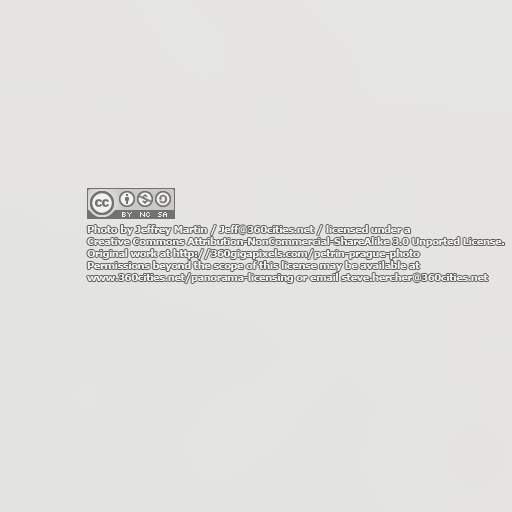 cc
BY NC SA
Photo by Jeffrey Martin / Jeff@360cities.net / licensed under a
Creative Commons Attribution-NonCommercial-ShareAlike 3.0 Unported License.
Original work at http://360gigapixels.com/petrin-prague-photo
Permissions beyond the scope of this license may be available at
www.360cities.net/panorama-licensing or email steve.hercher@360cities.net